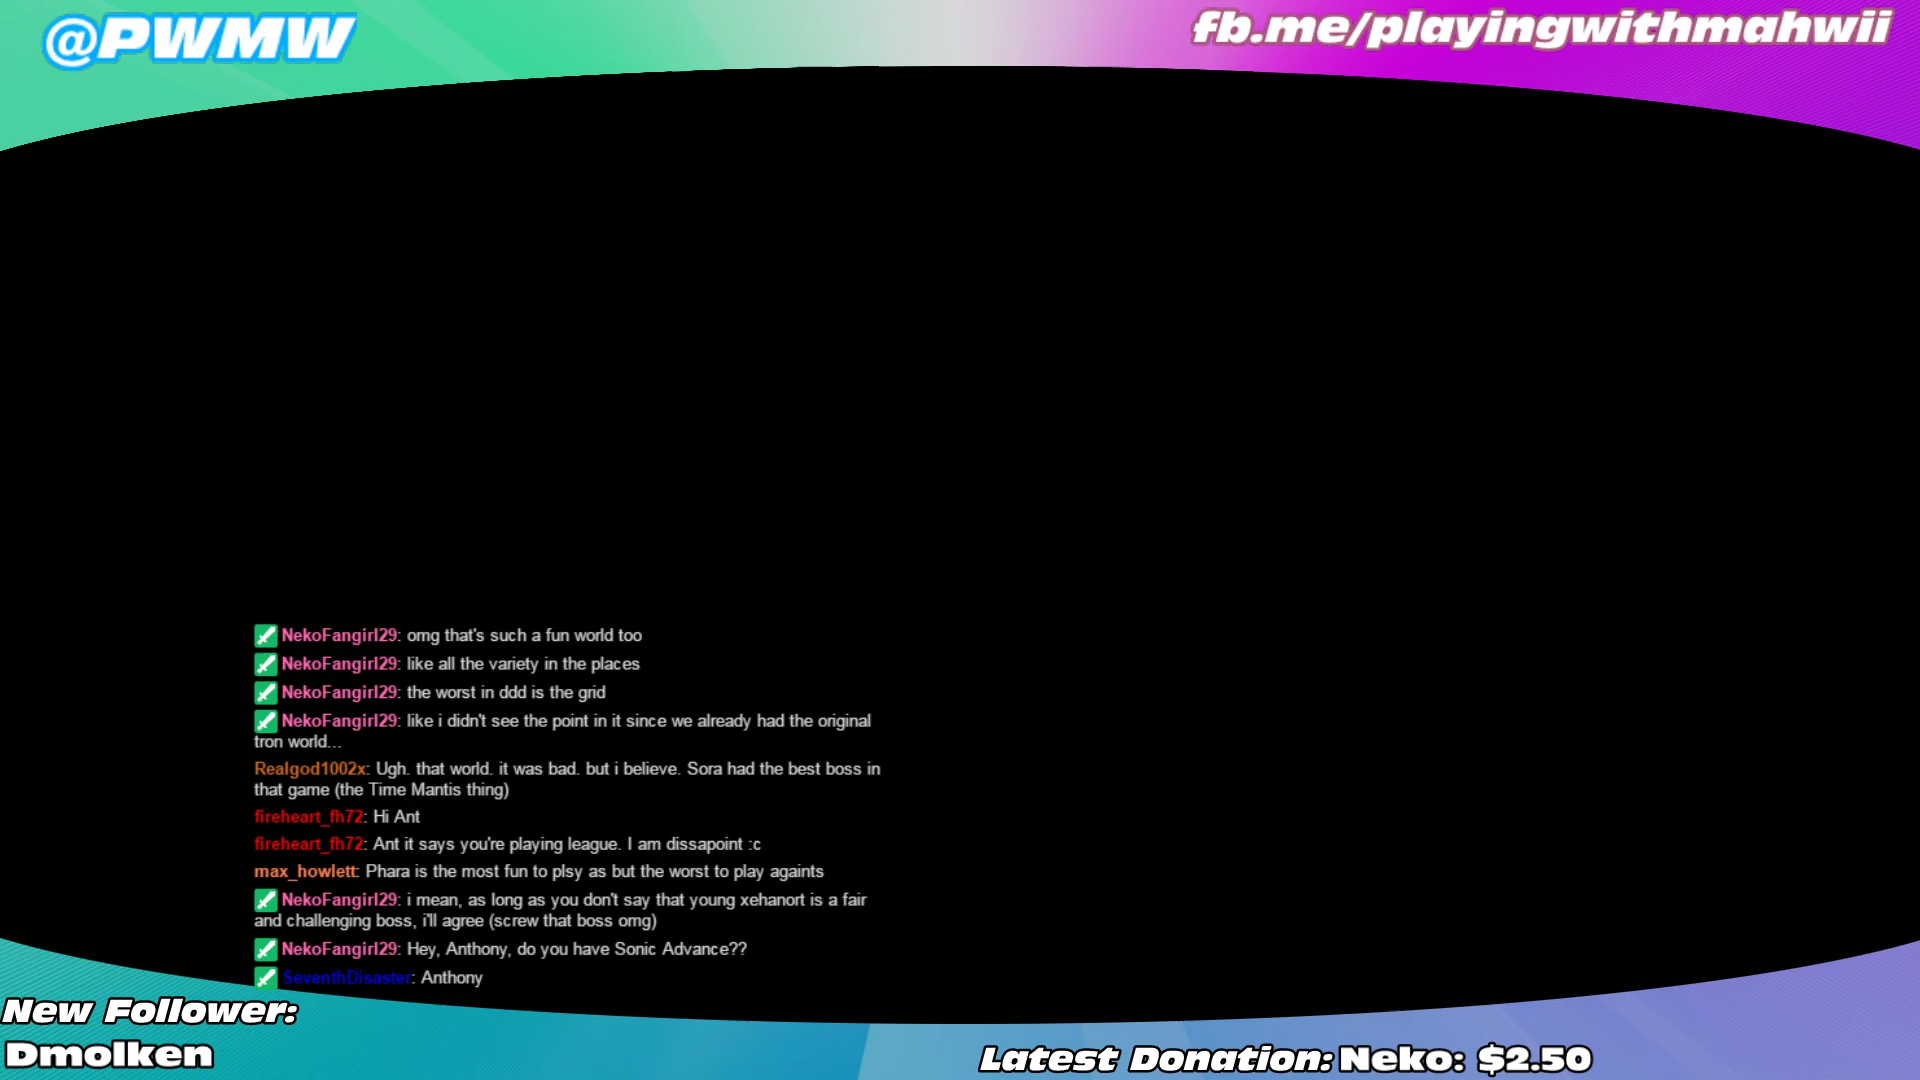 @PWMW
fb.me/playingwithmahwii
NekoFangirl29: omg that's such a fun world too
NekoFangirl29: like all the variety in the places
NekoFangirl29: the worst in ddd is the grid
NekoFangirl29: like i didn't see the point in it since we already had the original
tron world...
Realgod1002x: Ugh. that world. it was bad. but i believe. Sora had the best boss in
that game (the Time Mantis thing)
fireheart_fh72: Hi Ant
fireheart_fh72: Ant it says you're playing league. I am dissapoint :c
max_howlett: Phara is the most fun to plsy as but the worst to play againts
NekoFangirl29: i mean, as long as you don't say that young xehanort is a fair
and challenging boss, i'll agree (screw that boss omg)
NekoFangirl29: Hey, Anthony, do you have Sonic Advance??
SeventhDisaster: Anthony
New Follower:
Dmolken
Latest Donation: Neko: $2.50